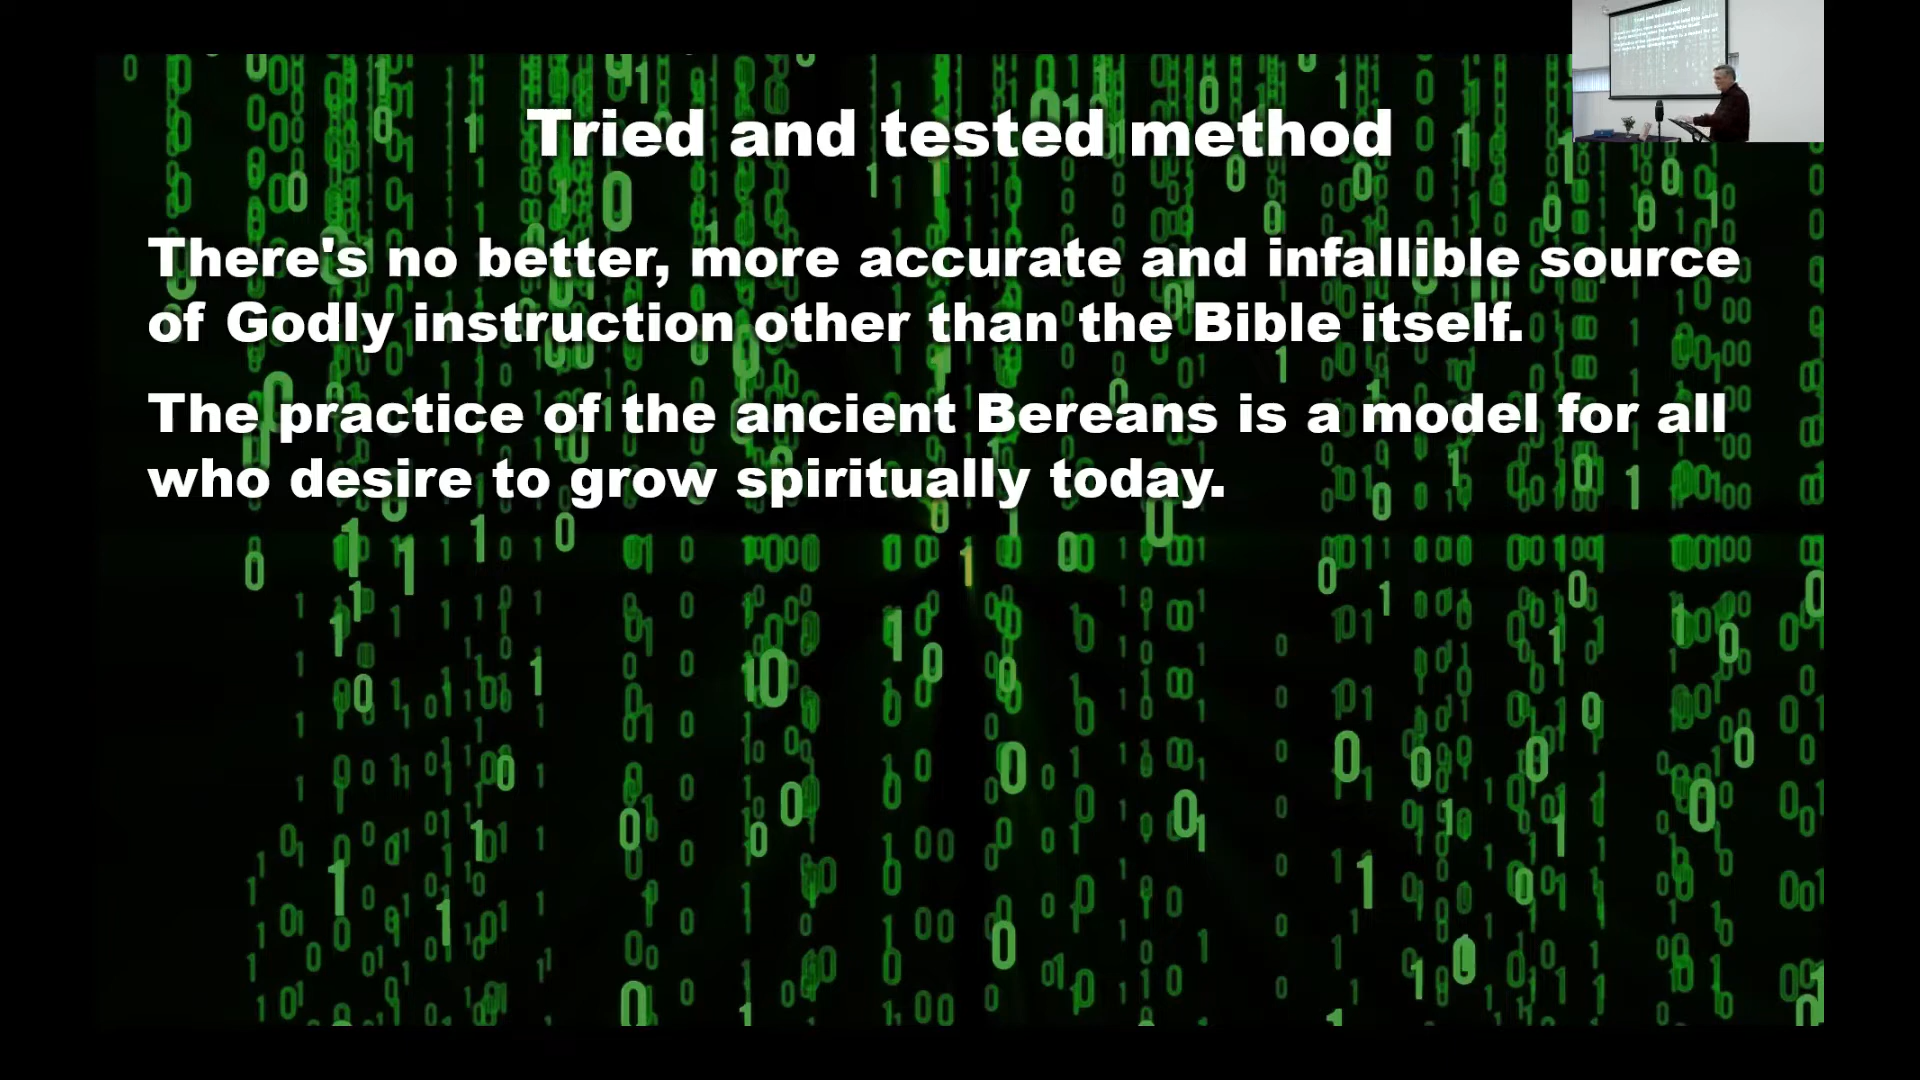 Tried and tested method
There's no better, more accurate and infallible source
of Godly instruction other than the Bible itself.
The practice of the ancient Bereans is a model for all
who desire to grow spiritually today.